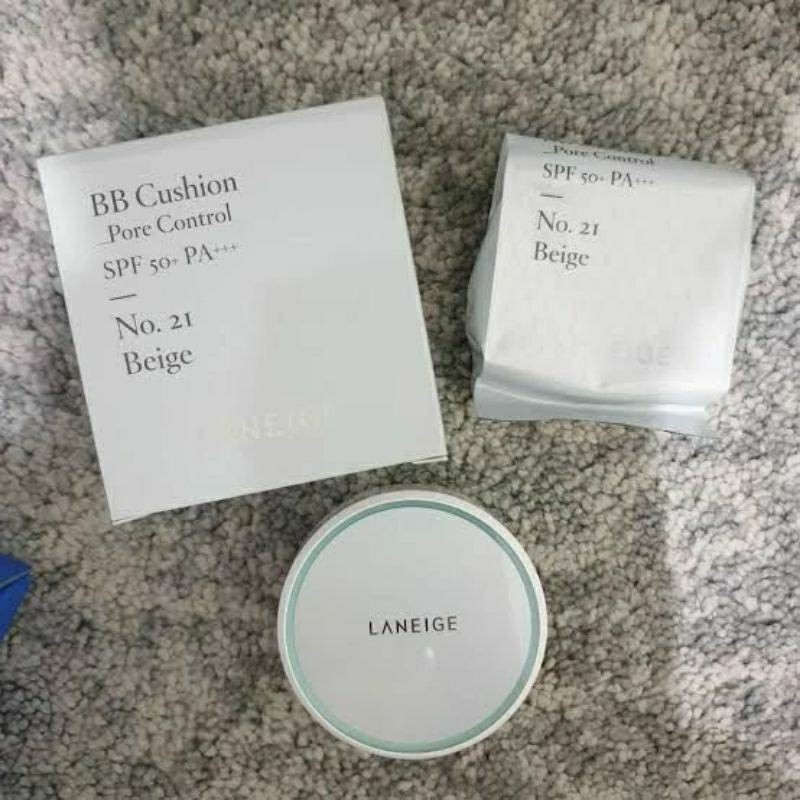 BB Cushion
_Pore Control
SPF 50+ PA+++
No. 21
Beige
LANEIGE
_Pore Control
SPF 50+ PA+++
No. 21
Beige
LANEIGE